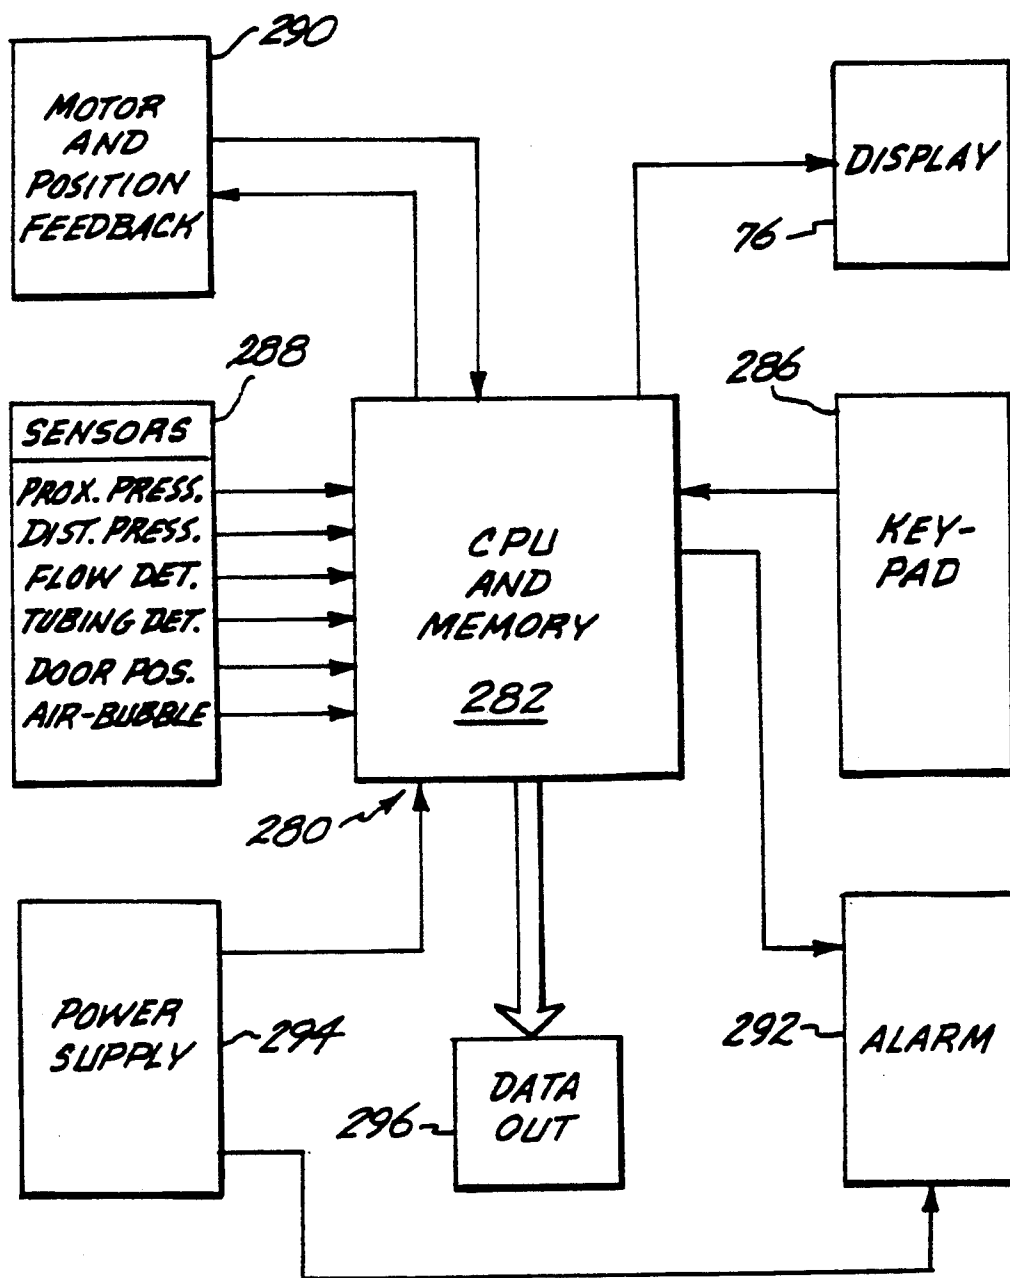 290
MOTOR
AND
POSITION
FEEDBACK
DISPLAY
76
288
SENSORS
PROX. PRESS.
DIST. PRESS.
FLOW DET.
TUBING DET.
DOOR POS.
AIR-BUBBLE
CPU
AND
MEMORY
282
286
KEY-
PAD
280
POWER
SUPPLY
294
DATA
OUT
296
292
ALARM